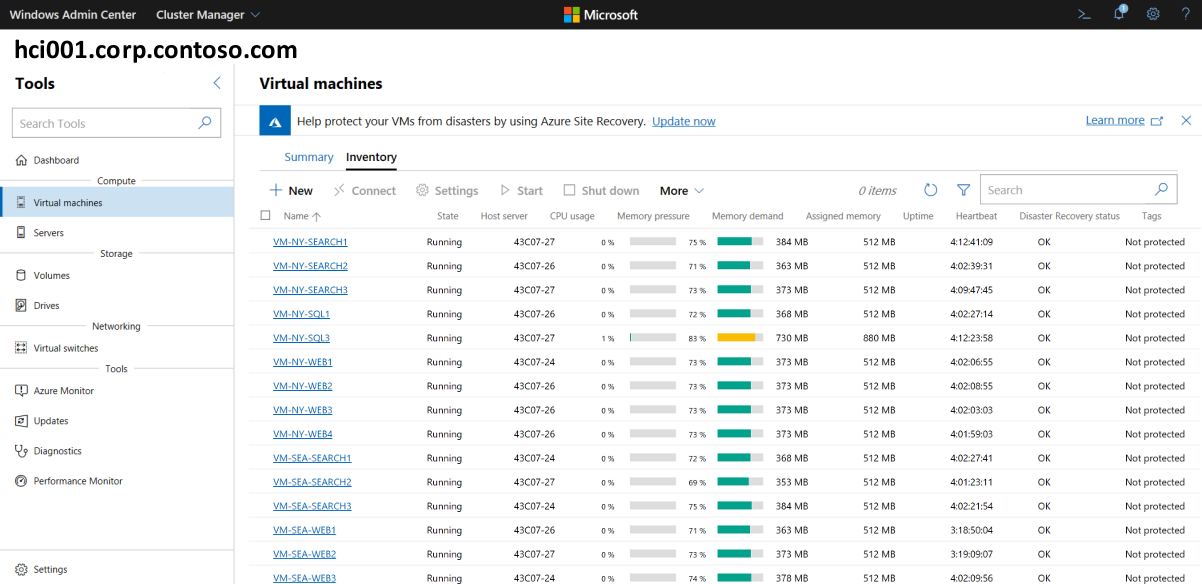 Windows Admin Center Cluster Manager Microsoft 1 ?
hci001.corp.contoso.com
Tools
Search Tools
Dashboard
Compute
Virtual machines
Servers
Storage
Volumes
Drives
Networking
Virtual switches
Tools
Azure Monitor
Updates
Diagnostics
Performance Monitor
Settings
Virtual machines
Help protect your VMs from disasters by using Azure Site Recovery. Update now Learn more
Summary Inventory
New Connect Settings Start Shut down More 0 items Search
Name State Host server CPU usage Memory pressure Memory demand Assigned memory Uptime Heartbeat Disaster Recovery status Tags
VM-NY-SEARCH1 Running 43C07-27 0 % 75 % 384 MB 512 MB 4:12:41:09 OK Not protected
VM-NY-SEARCH2 Running 43C07-26 0 % 71 % 363 MB 512 MB 4:02:39:31 OK Not protected
VM-NY-SEARCH3 Running 43C07-27 0 % 73 % 373 MB 512 MB 4:09:47:45 OK Not protected
VM-NY-SQL1 Running 43C07-26 0 % 72 % 368 MB 512 MB 4:02:27:14 OK Not protected
VM-NY-SQL3 Running 43C07-27 1 % 83 % 730 MB 880 MB 4:12:23:58 OK Not protected
VM-NY-WEB1 Running 43C07-24 0 % 73 % 373 MB 512 MB 4:02:06:55 OK Not protected
VM-NY-WEB2 Running 43C07-26 0 % 73 % 373 MB 512 MB 4:02:08:55 OK Not protected
VM-NY-WEB3 Running 43C07-26 0 % 73 % 373 MB 512 MB 4:02:03:03 OK Not protected
VM-NY-WEB4 Running 43C07-26 0 % 73 % 373 MB 512 MB 4:01:59:03 OK Not protected
VM-SEA-SEARCH1 Running 43C07-24 0 % 72 % 368 MB 512 MB 4:02:27:41 OK Not protected
VM-SEA-SEARCH2 Running 43C07-27 0 % 69 % 353 MB 512 MB 4:01:23:11 OK Not protected
VM-SEA-SEARCH3 Running 43C07-24 0 % 75 % 384 MB 512 MB 4:02:21:54 OK Not protected
VM-SEA-WEB1 Running 43C07-26 0 % 71 % 363 MB 512 MB 3:18:50:04 OK Not protected
VM-SEA-WEB2 Running 43C07-27 0 % 73 % 373 MB 512 MB 3:19:09:07 OK Not protected
VM-SEA-WEB3 Running 43C07-24 0 % 74 % 378 MB 512 MB 4:02:09:56 OK Not protected